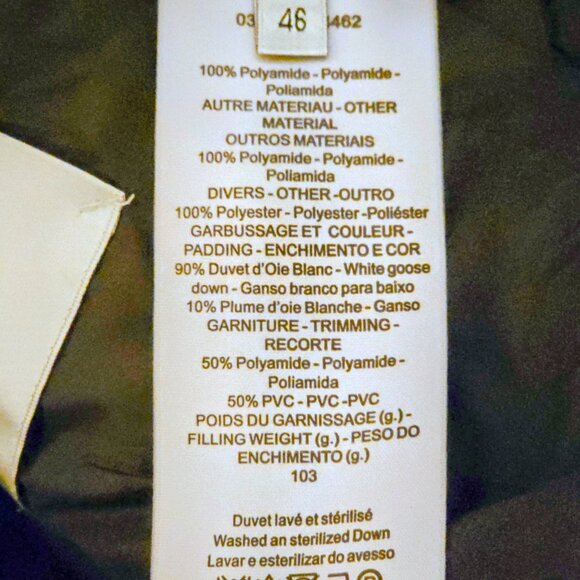 03 462
46
100% Polyamide - Polyamide -
Poliamida
AUTRE MATERIAU - OTHER
MATERIAL
OUTROS MATERIAIS
100% Polyamide - Polyamide -
Poliamida
DIVERS - OTHER -OUTRO
100% Polyester - Polyester -Poliéster
GARBUSSAGE ET COULEUR -
PADDING - ENCHIMENTO E COR
90% Duvet d'Oie Blanc - White goose
down - Ganso branco para baixo
10% Plume d'oie Blanche - Ganso
GARNITURE - TRIMMING -
RECORTE
50% Polyamide - Polyamide -
Poliamida
50% PVC - PVC -PVC
POIDS DU GARNISSAGE (g.) -
FILLING WEIGHT (g.) - PESO DO
ENCHIMENTO (g.)
103
Duvet lavé et stérilisé
Washed an sterilized Down
Lavar e esterilizar do avesso